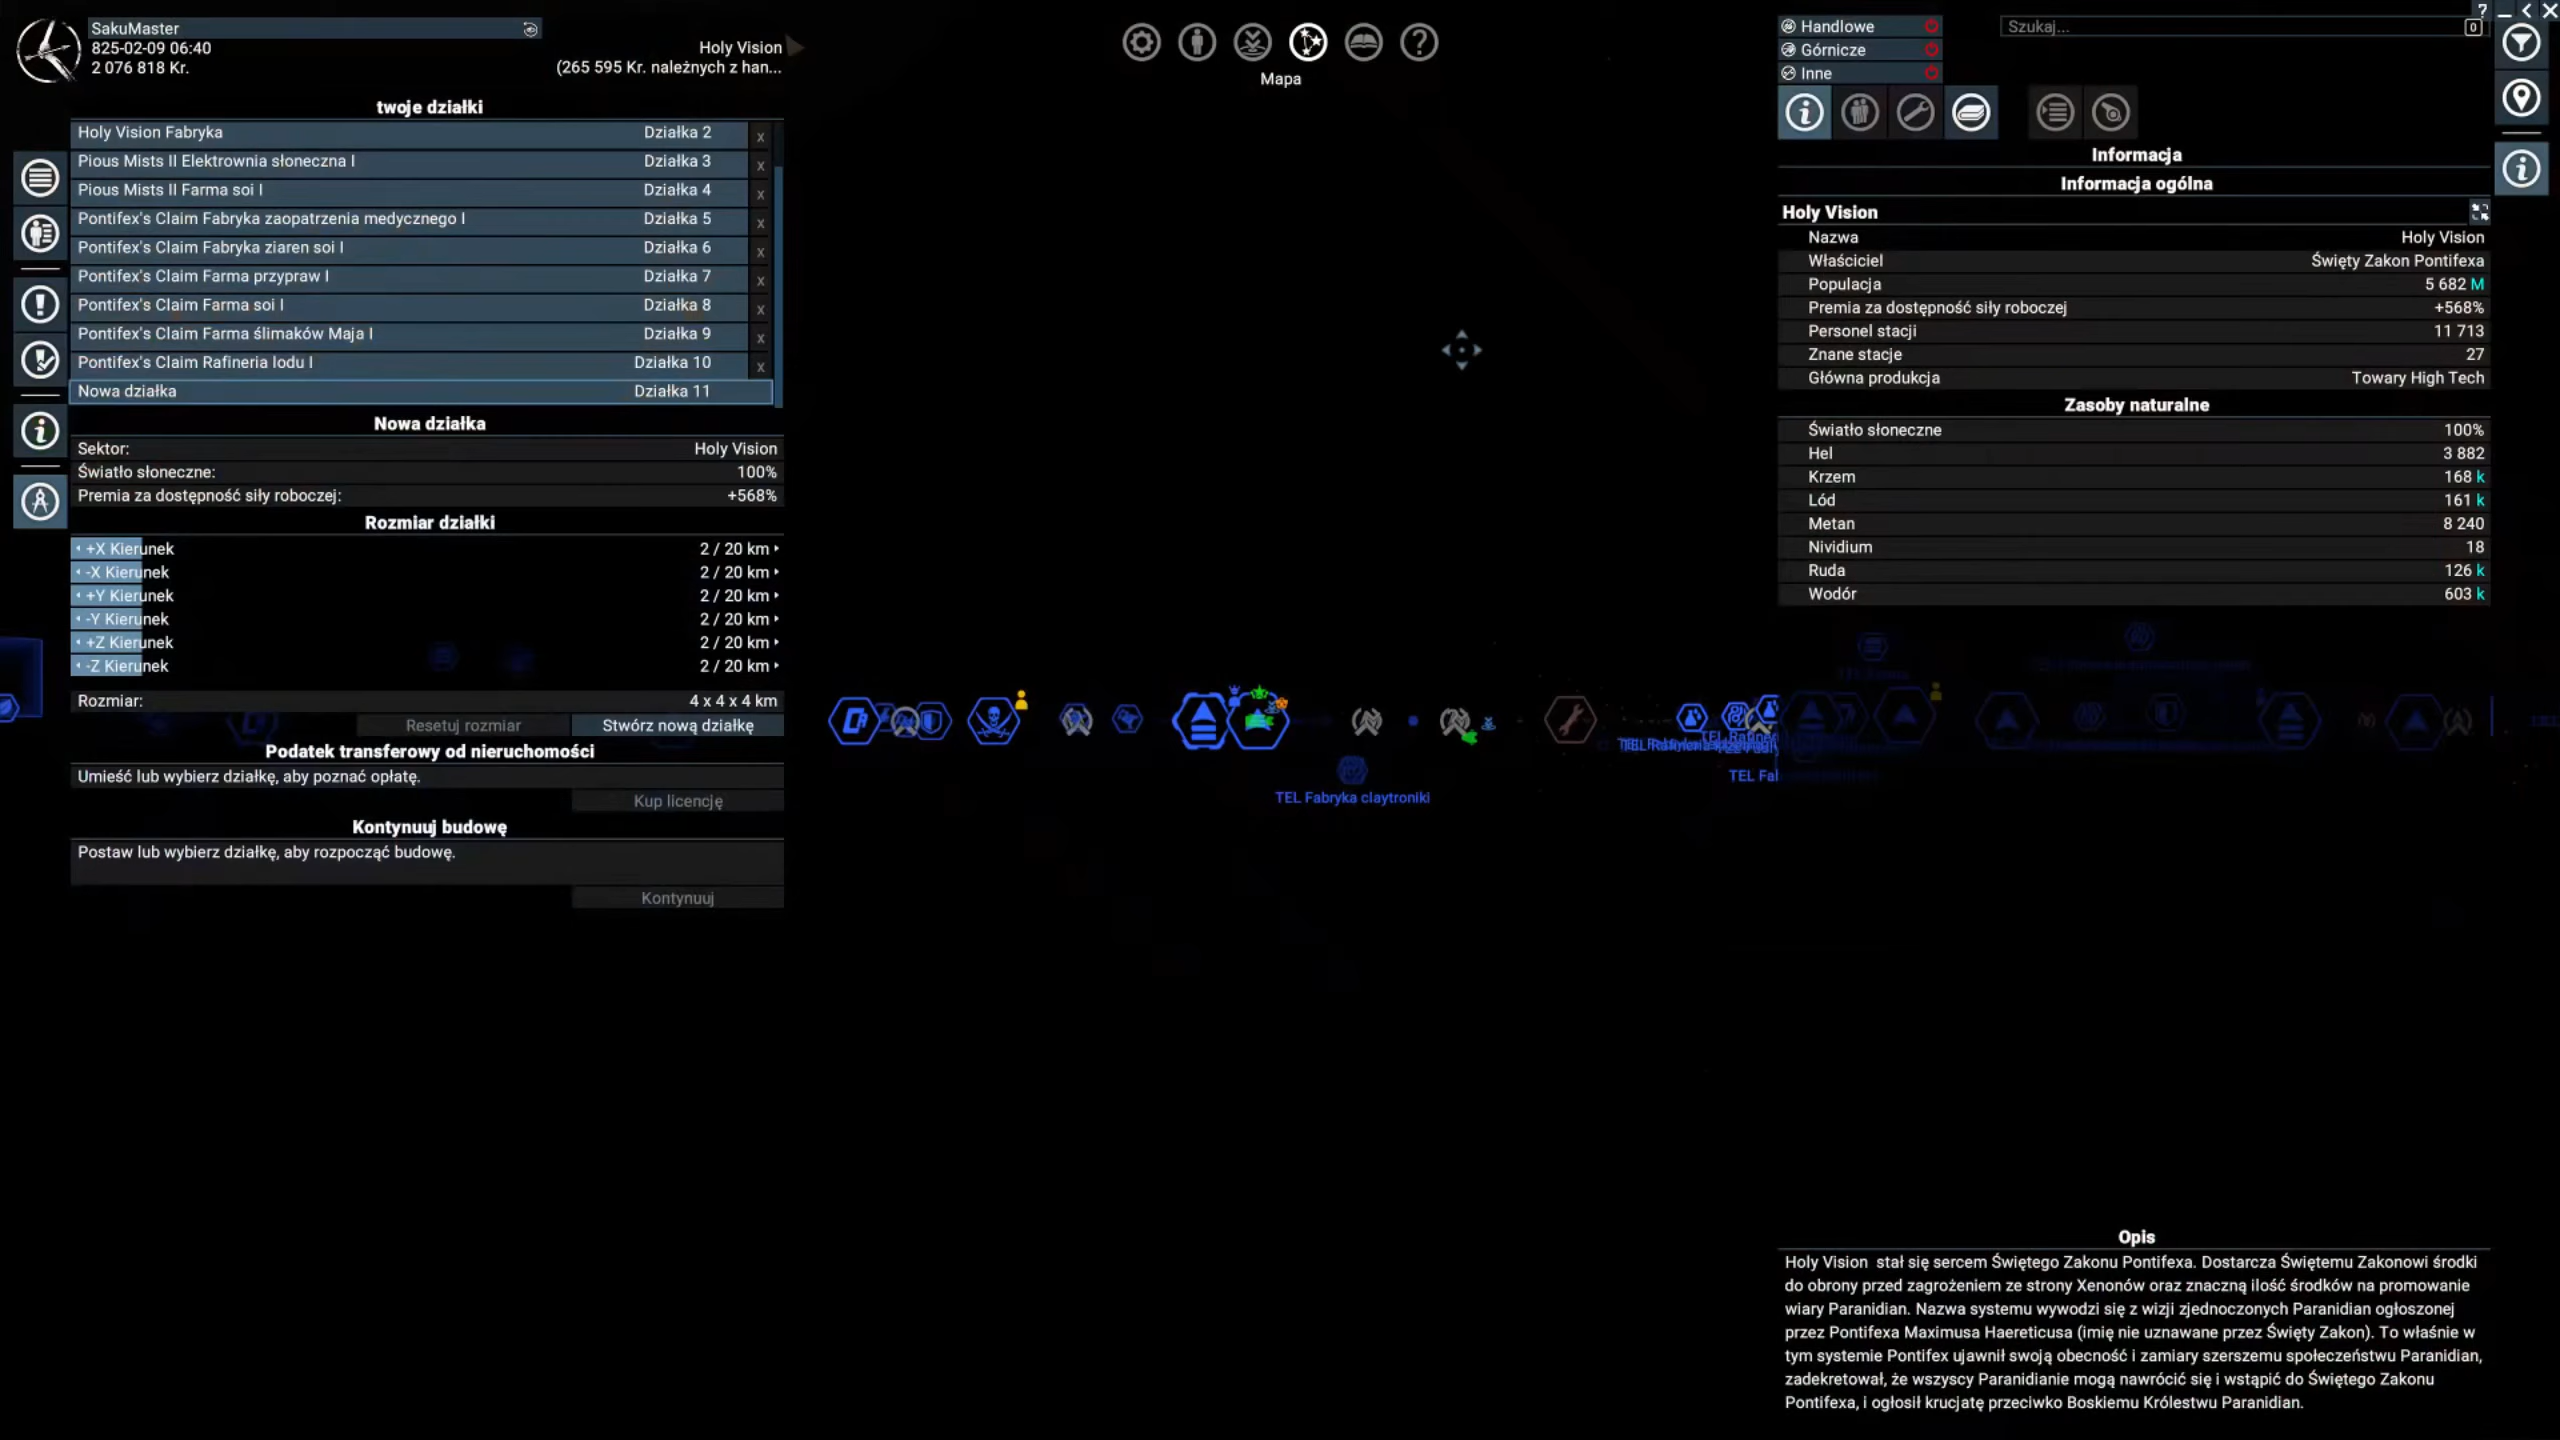 SakuMaster
825-02-09 06:40
2 076 818 Kr.
Holy Vision
(265 595 Kr. należnych z han...
Mapa
twoje działki
Holy Vision Fabryka Działka 2 x
Pious Mists II Elektrownia słoneczna I Działka 3 x
Pious Mists II Farma soi I Działka 4 x
Pontifex's Claim Fabryka zaopatrzenia medycznego I Działka 5 x
Pontifex's Claim Fabryka ziaren soi I Działka 6 x
Pontifex's Claim Farma przypraw I Działka 7 x
Pontifex's Claim Farma soi I Działka 8 x
Pontifex's Claim Farma ślimaków Maja I Działka 9 x
Pontifex's Claim Rafineria lodu I Działka 10 x
Nowa działka Działka 11
Nowa działka
Sektor: Holy Vision
Światło słoneczne: 100%
Premia za dostępność siły roboczej: +568%
Rozmiar działki
+X Kierunek 2 / 20 km
-X Kierunek 2 / 20 km
+Y Kierunek 2 / 20 km
-Y Kierunek 2 / 20 km
+Z Kierunek 2 / 20 km
-Z Kierunek 2 / 20 km
Rozmiar: 4 x 4 x 4 km
Resetuj rozmiar Stwórz nową działkę
Podatek transferowy od nieruchomości
Umieść lub wybierz działkę, aby poznać opłatę.
Kup licencję
Kontynuuj budowę
Postaw lub wybierz działkę, aby rozpocząć budowę.
Kontynuuj
TEL Fabryka claytroniki
TEL Fab
Handlowe
Górnicze
Inne
Szukaj... 0
Informacja
Informacja ogólna
Holy Vision
Nazwa Holy Vision
Właściciel Święty Zakon Pontifexa
Populacja 5 682 M
Premia za dostępność siły roboczej +568%
Personel stacji 11 713
Znane stacje 27
Główna produkcja Towary High Tech
Zasoby naturalne
Światło słoneczne 100%
Hel 3 882
Krzem 168 k
Lód 161 k
Metan 8 240
Nividium 18
Ruda 126 k
Wodór 603 k
Opis
Holy Vision stał się sercem Świętego Zakonu Pontifexa. Dostarcza Świętemu Zakonowi środki
do obrony przed zagrożeniem ze strony Xenonów oraz znaczną ilość środków na promowanie
wiary Paranidian. Nazwa systemu wywodzi się z wizji zjednoczonych Paranidian ogłoszonej
przez Pontifexa Maximusa Haereticusa (imię nie uznawane przez Święty Zakon). To właśnie w
tym systemie Pontifex ujawnił swoją obecność i zamiary szerszemu społeczeństwu Paranidian,
zadekretował, że wszyscy Paranidianie mogą nawrócić się i wstąpić do Świętego Zakonu
Pontifexa, i ogłosił krucjatę przeciwko Boskiemu Królestwu Paranidian.